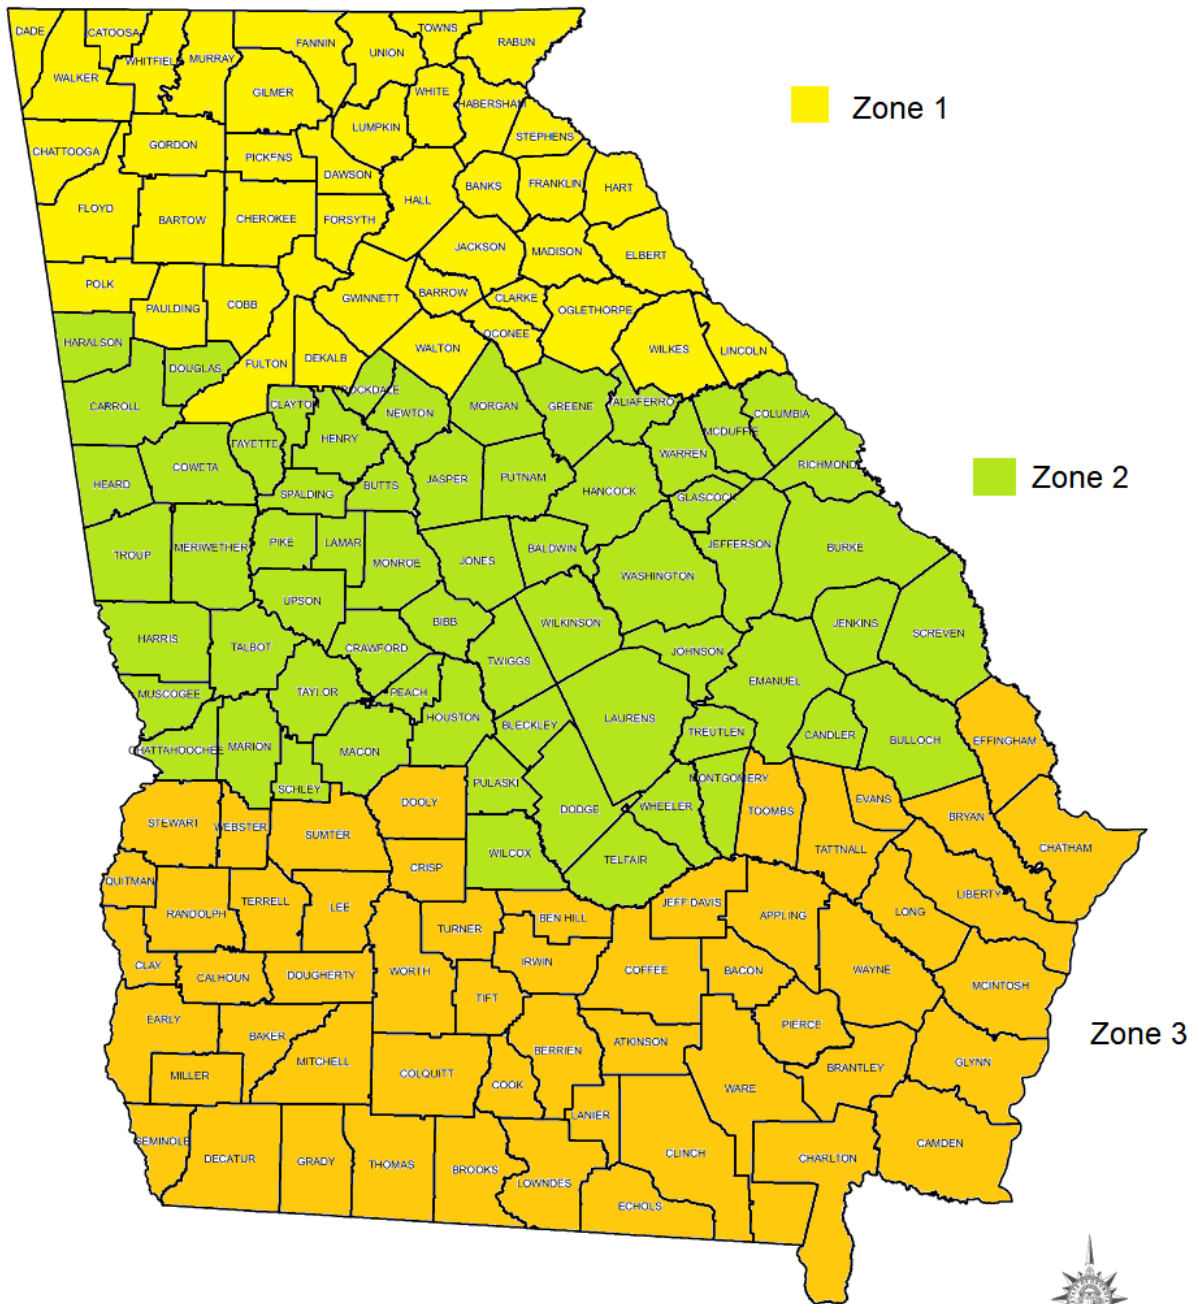 DADE
CATOOSA
WHITFIEL
MURRAY
FANNIN
UNION
TOWNS
RABUN
WALKER
GILMER
WHITE
HABERSHAM
Zone 1
LUMPKIN
STEPHENS
CHATTOOGA
GORDON
PICKENS
DAWSON
BANKS
FRANKLIN
HART
FLOYD
BARTOW
CHEROKEE
FORSYTH
HALL
JACKSON
MADISON
ELBERT
POLK
PAULDING
COBB
GWINNETT
BARROW
CLARKE
OGLETHORPE
HARALSON
DOUGLAS
FULTON
DEKALB
WALTON
OCONEE
WILKES
LINCOLN
CARROLL
CLAYTON
ROCKDALE
NEWTON
MORGAN
GREENE
TALIAFERRO
COLUMBIA
MCDUFFIE
FAYETTE
HENRY
WARREN
RICHMOND
HEARD
COWETA
SPALDING
BUTTS
JASPER
PUTNAM
HANCOCK
GLASCOCK
Zone 2
TROUP
MERIWETHER
PIKE
LAMAR
MONROE
JONES
BALDWIN
WASHINGTON
JEFFERSON
BURKE
UPSON
HARRIS
TALBOT
CRAWFORD
BIBB
TWIGGS
WILKINSON
JOHNSON
JENKINS
SCREVEN
MUSCOGEE
TAYLOR
PEACH
HOUSTON
BLECKLEY
LAURENS
EMANUEL
CHATTAHOOCHEE
MARION
MACON
TREUTLEN
CANDLER
BULLOCH
EFFINGHAM
SCHLEY
PULASKI
DODGE
WHEELER
MONTGOMERY
TOOMBS
EVANS
BRYAN
STEWART
WEBSTER
SUMTER
DOOLY
WILCOX
TELFAIR
TATTNALL
CHATHAM
CRISP
QUITMAN
RANDOLPH
TERRELL
LEE
TURNER
BEN HILL
JEFF DAVIS
APPLING
LONG
LIBERTY
CLAY
CALHOUN
DOUGHERTY
WORTH
IRWIN
COFFEE
BACON
WAYNE
MCINTOSH
TIFT
EARLY
BAKER
MITCHELL
BERRIEN
ATKINSON
PIERCE
Zone 3
MILLER
COLQUITT
COOK
WARE
BRANTLEY
GLYNN
LANIER
SEMINOLE
DECATUR
GRADY
THOMAS
BROOKS
LOWNDES
CLINCH
CHARLTON
CAMDEN
ECHOLS